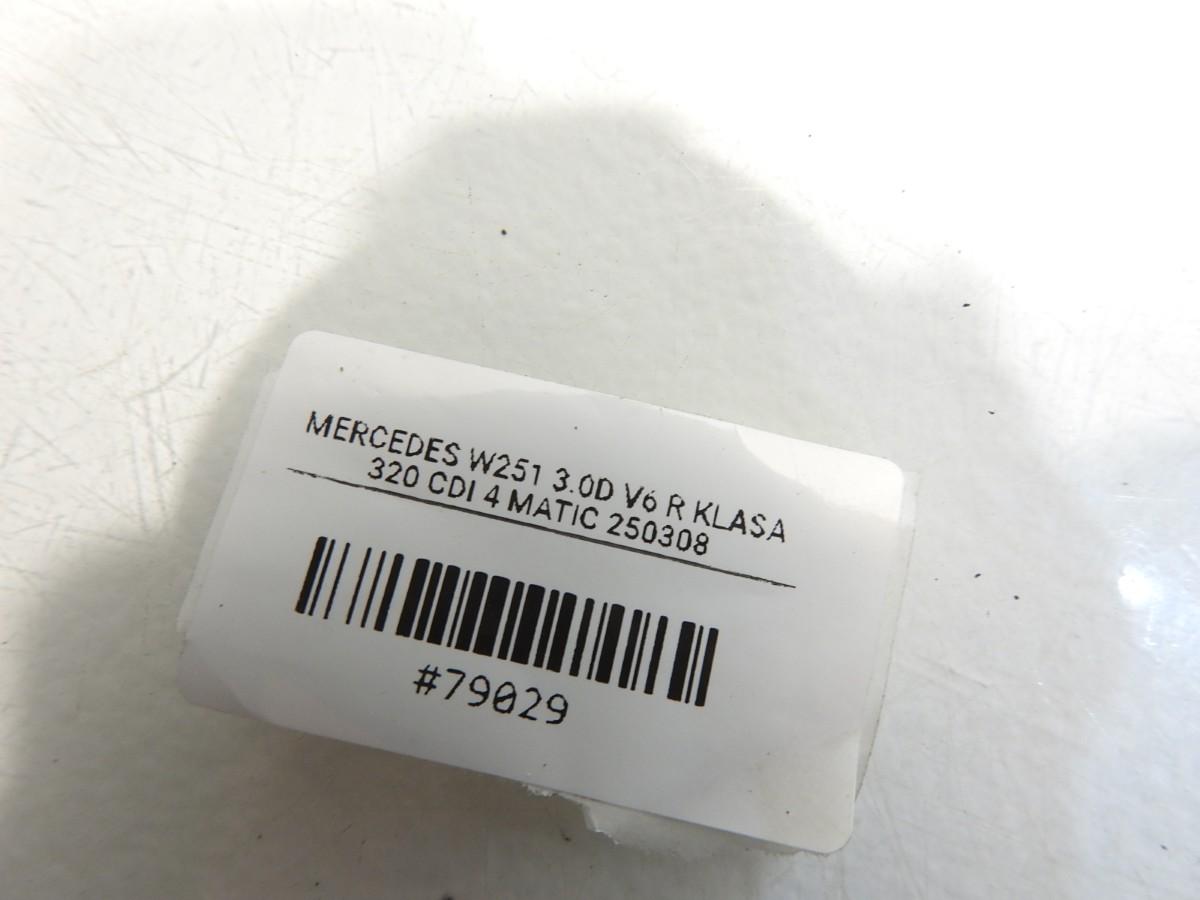 MERCEDES W251 3.0D V6 R KLASA
320 CDI 4 MATIC 250308
#79029